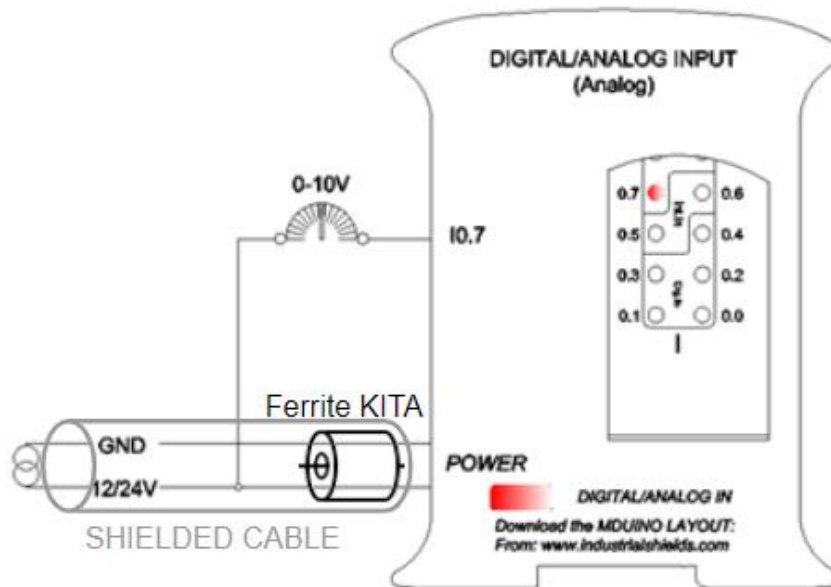 DIGITAL/ANALOG INPUT
(Analog)
0-10V
I0.7
0.7
0.6
0.5
0.4
0.3
0.2
0.1
0.0
I
Ferrite KITA
GND
12/24V
SHIELDED CABLE
POWER
DIGITAL/ANALOG IN
Download the MDUINO LAYOUT:
From: www.industrialshields.com